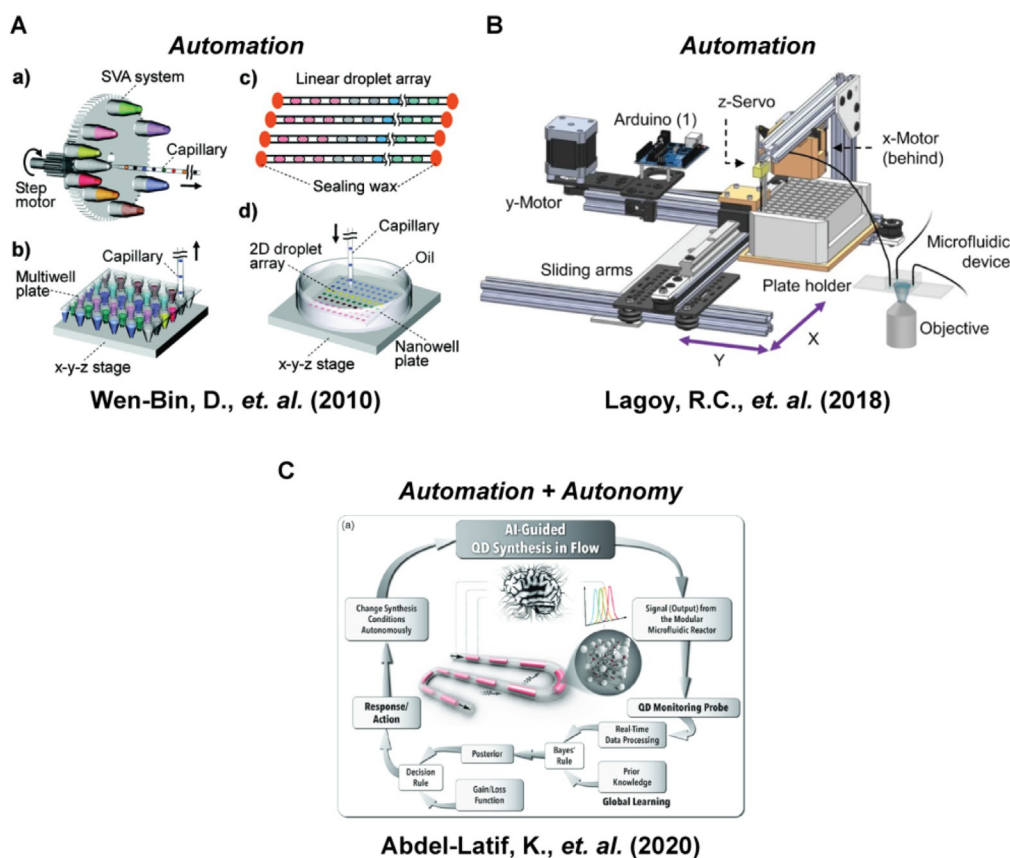 A
Automation
a)
SVA system
Capillary
Step
motor
b)
Capillary
Multiwell
plate
x-y-z stage
c)
Linear droplet array
Sealing wax
d)
Capillary
2D droplet
array
Oil
Nanowell
plate
x-y-z stage
Wen-Bin, D., et. al. (2010)
B
Automation
z-Servo
Arduino (1)
x-Motor
(behind)
y-Motor
Sliding arms
Microfluidic
device
Plate holder
Objective
X
Y
Lagoy, R.C., et. al. (2018)
C
Automation + Autonomy
(a)
AI-Guided
QD Synthesis in Flow
Change Synthesis
Conditions
Autonomously
Signal (Output) from
the Modular
Microfluidic Reactor
QD Monitoring Probe
Response/
Action
Real-Time
Data Processing
Bayes'
Rule
Posterior
Decision
Rule
Prior
Knowledge
Gain/Loss
Function
Global Learning
Abdel-Latif, K., et. al. (2020)